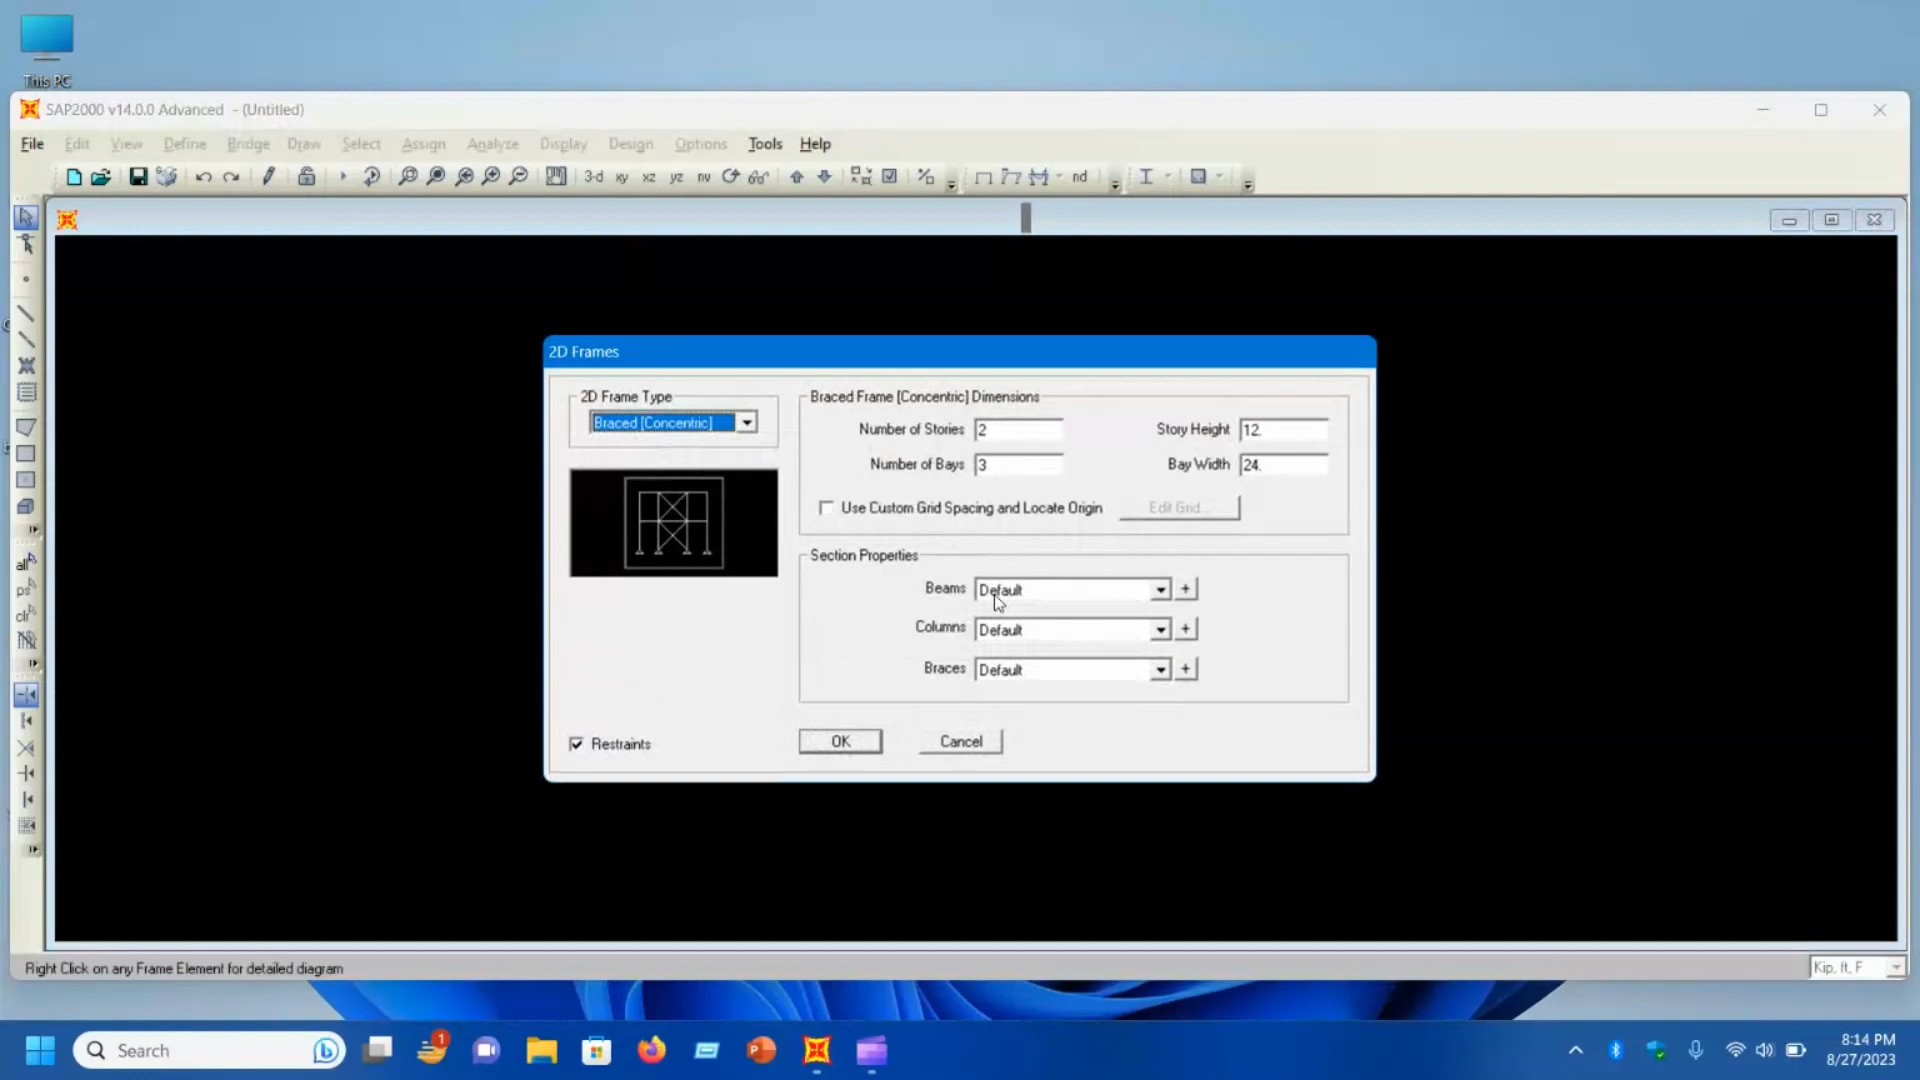 This PC
SAP2000 v14.0.0 Advanced - (Untitled)
File Edit View Define Bridge Draw Select Assign Analyze Display Design Options Tools Help
3-d xy xz yz nv nd
all
ps
clr
2D Frames
2D Frame Type
Braced [Concentric]
Braced Frame [Concentric] Dimensions
Number of Stories 2
Story Height 12.
Number of Bays 3
Bay Width 24.
Use Custom Grid Spacing and Locate Origin
Edit Grid...
Section Properties
Beams Default +
Columns Default +
Braces Default +
Restraints
OK
Cancel
Right Click on any Frame Element for detailed diagram
Kip, ft, F
Search
1
8:14 PM
8/27/2023